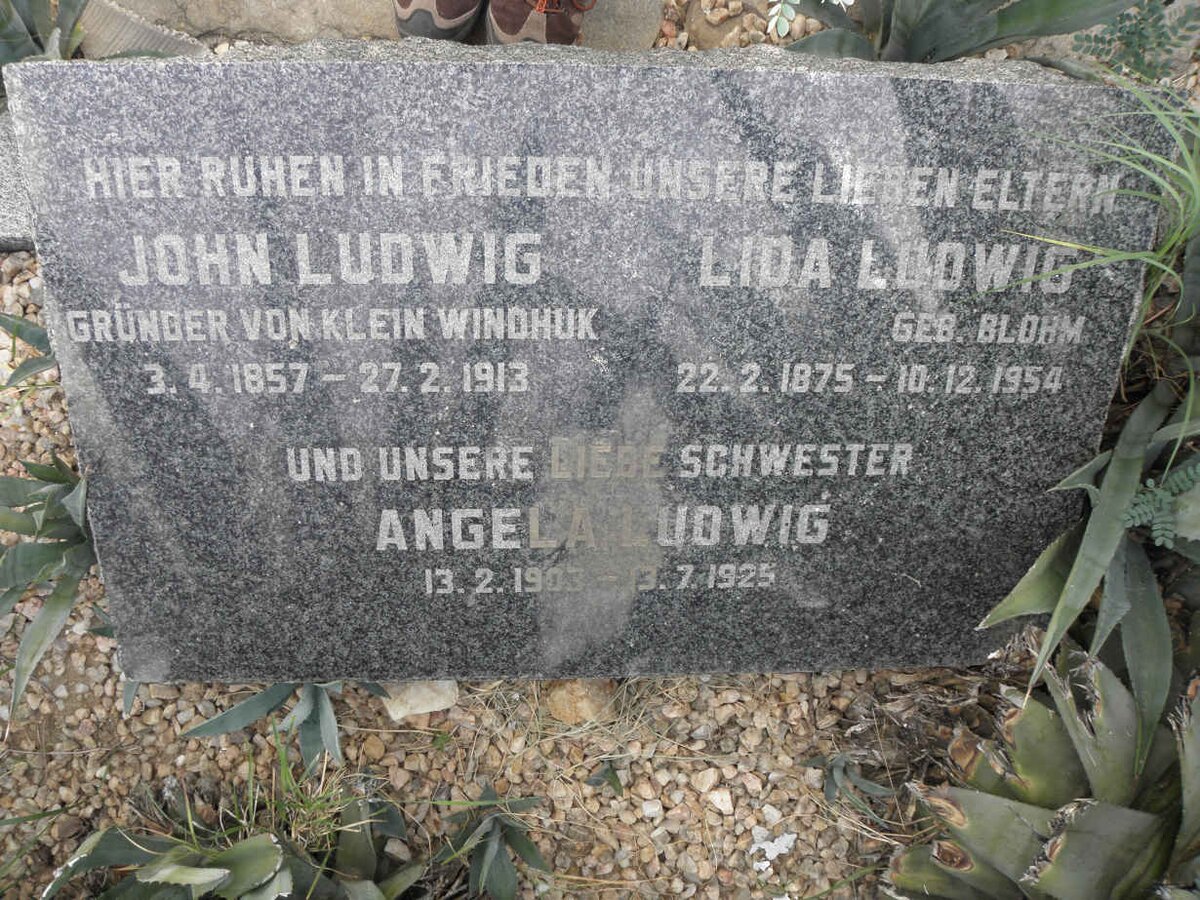 HIER RUHEN IN FRIEDEN UNSERE LIEBEN ELTERN
JOHN LUDWIG LIDA LUDWIG
GRÜNDER VON KLEIN WINDHUK GEB. BLOHM
3. 4. 1857 – 27. 2. 1913 22. 2. 1875 – 10. 12. 1954
UND UNSERE LIEBE SCHWESTER
ANGELA LUDWIG
13. 2. – 7. 1925